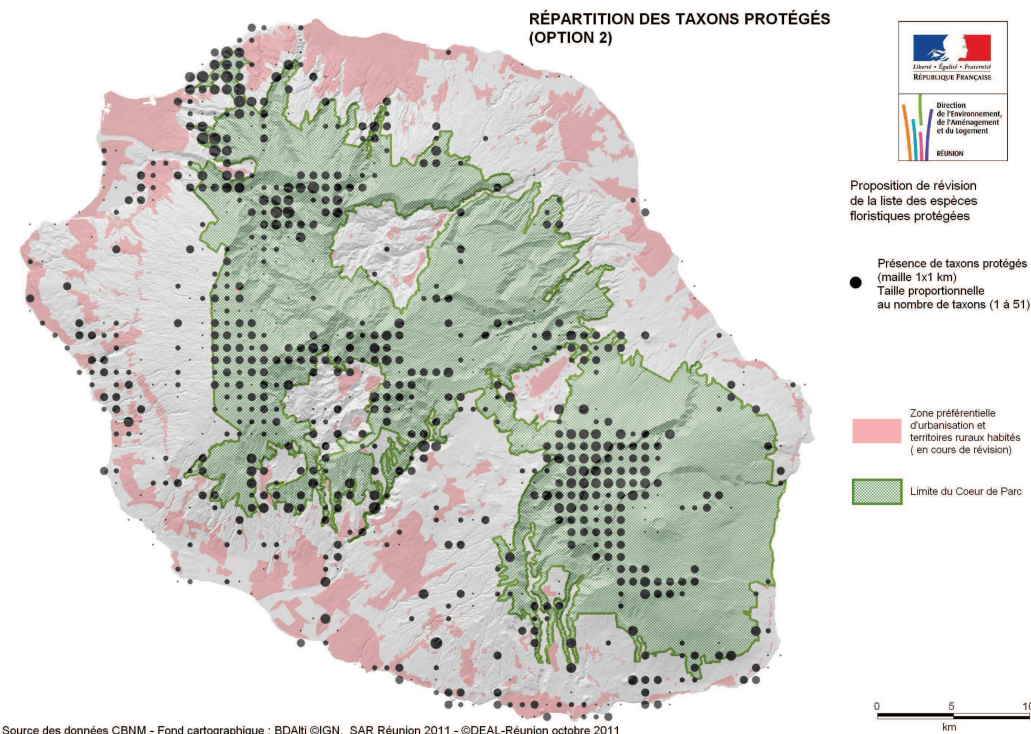 RÉPARTITION DES TAXONS PROTÉGÉS
(OPTION 2)
Liberté • Égalité • Fraternité
RÉPUBLIQUE FRANÇAISE
Direction
de l'Environnement,
de l'Aménagement
et du Logement
RÉUNION
Proposition de révision
de la liste des espèces
floristiques protégées
Présence de taxons protégés
(maille 1x1 km)
Taille proportionnelle
au nombre de taxons (1 à 51)
Zone préférentielle
d'urbanisation et
territoires ruraux habités
( en cours de révision)
Limite du Coeur de Parc
0 5 10
km
Source des données CBNM - Fond cartographique : BDAlti ©IGN, SAR Réunion 2011 - ©DEAL-Réunion octobre 2011